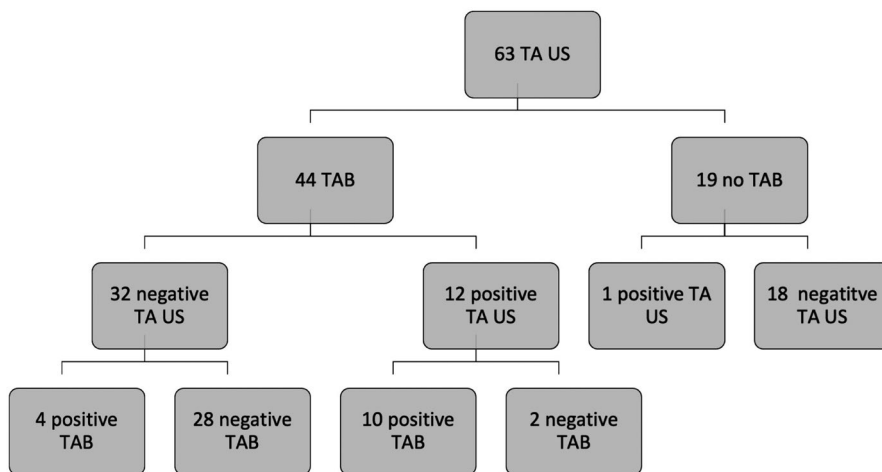 63 TA US
44 TAB
19 no TAB
32 negative
TA US
12 positive
TA US
1 positive TA
US
18 negatitve
TA US
4 positive
TAB
28 negative
TAB
10 positive
TAB
2 negative
TAB